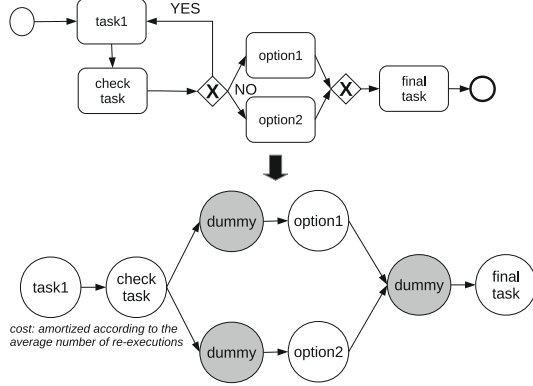 task1
YES
check
task
X
NO
option1
option2
X
final
task
dummy
option1
task1
check
task
dummy
final
task
cost: amortized according to the
average number of re-executions
dummy
option2